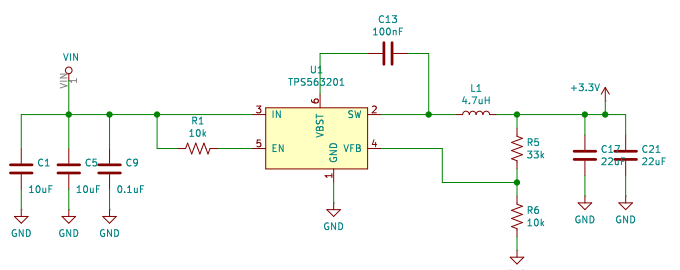 C13
100nF
VIN
VIN
1
U1
TPS563201
6
VBST
3
IN
SW
2
5
EN
VFB
4
GND
1
GND
R1
10k
L1
4.7uH
+3.3V
R5
33k
R6
10k
C1
10uF
GND
C5
10uF
GND
C9
0.1uF
GND
C17
22uF
GND
C21
22uF
GND